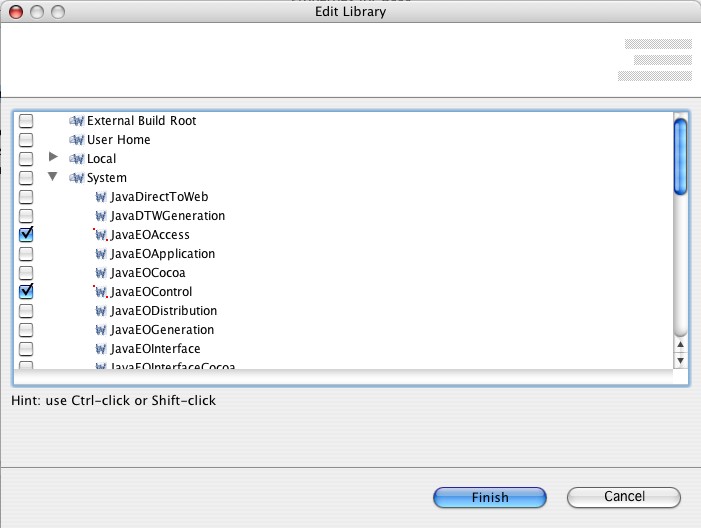 Edit Library
External Build Root
User Home
Local
System
JavaDirectToWeb
JavaDTWGeneration
JavaEOAccess
JavaEOApplication
JavaEOCocoa
JavaEOControl
JavaEODistribution
JavaEOGeneration
JavaEOInterface
JavaEOInterfaceCocoa
Hint: use Ctrl-click or Shift-click
Finish
Cancel